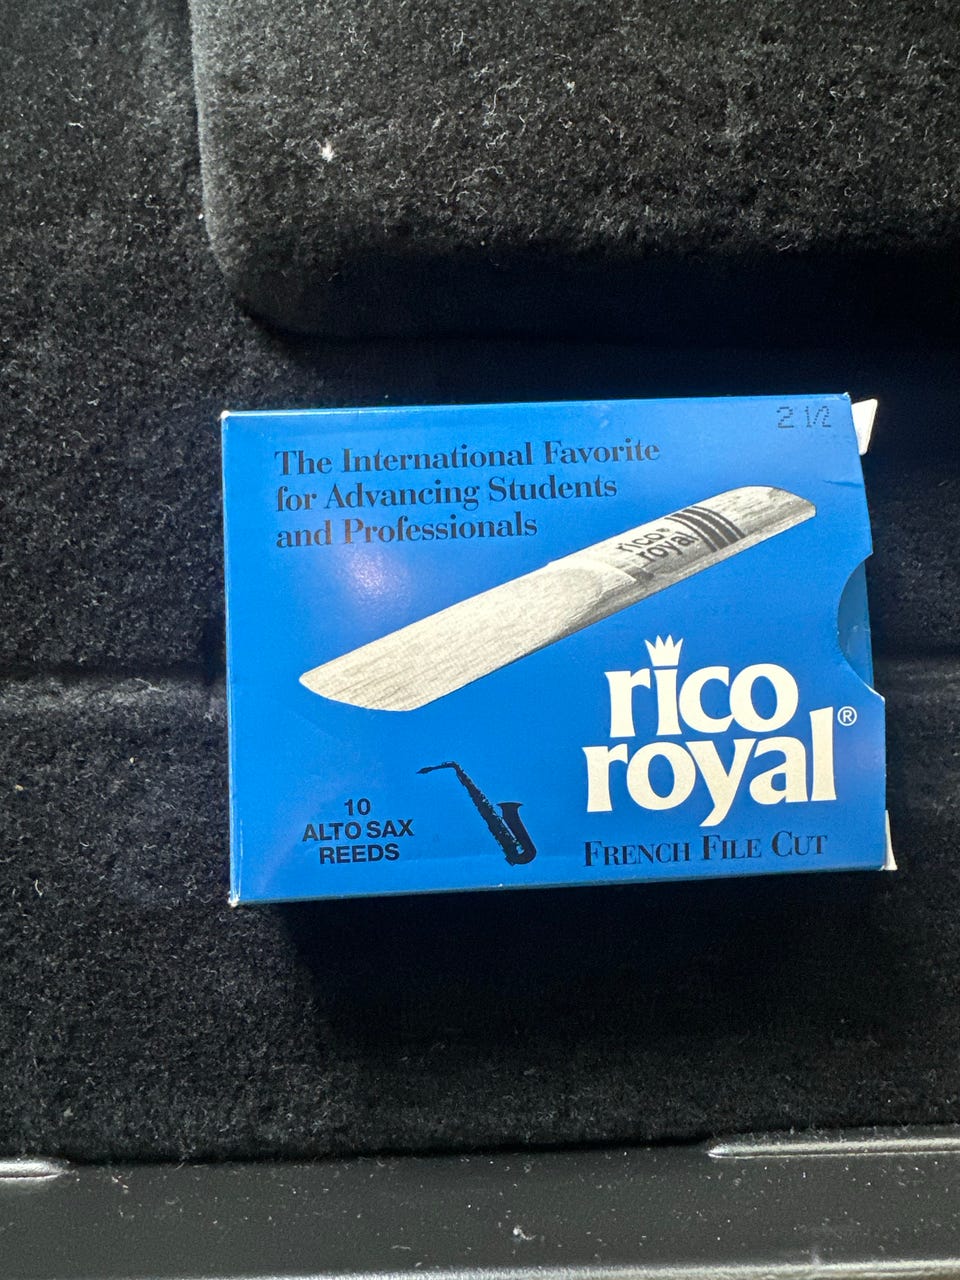 2 1/2
The International Favorite
for Advancing Students
and Professionals
rico®
royal
rico
royal®
10
ALTO SAX
REEDS
FRENCH FILE CUT